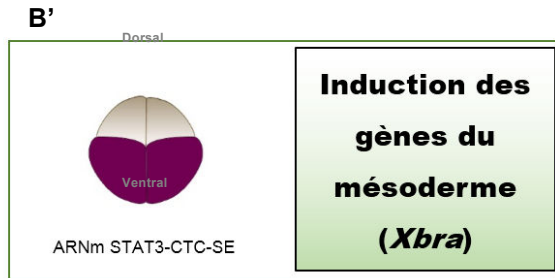 B’
Dorsal
Ventral
ARNm STAT3-CTC-SE
Induction des
gènes du
mésoderme
(Xbra)